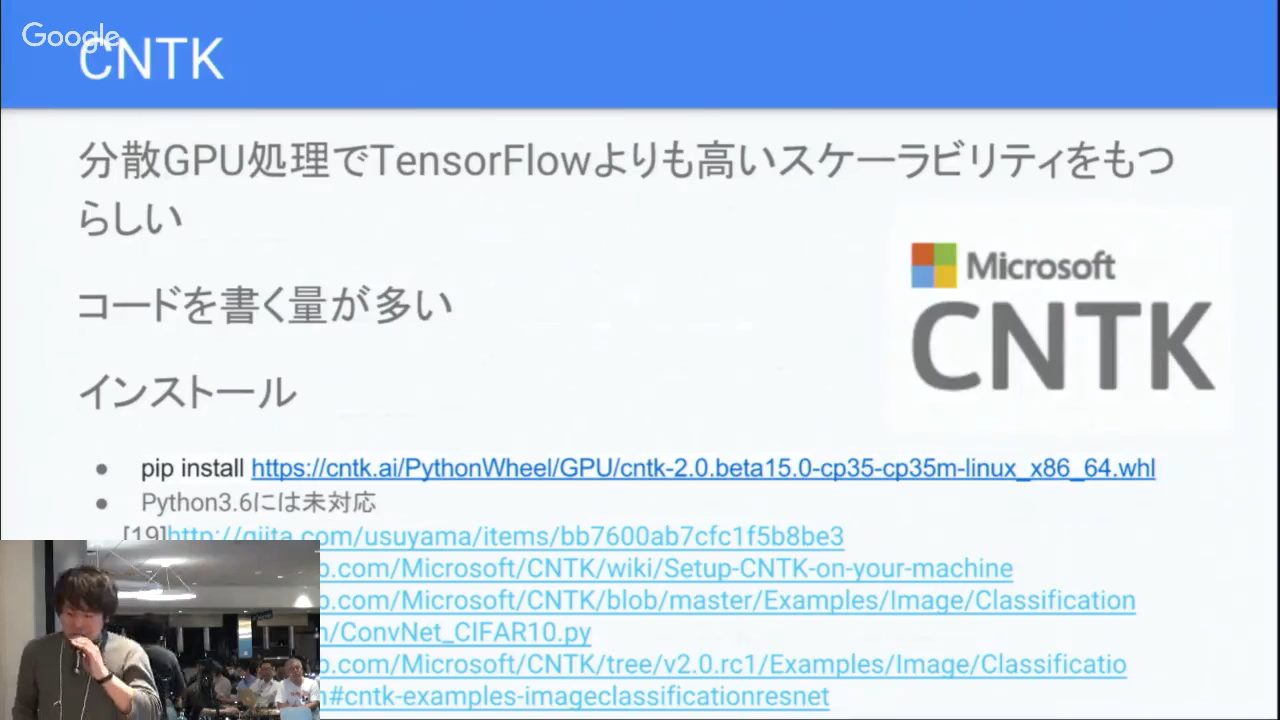 Google
CNTK
分散GPU処理でTensorFlowよりも高いスケーラビリティをもつ
らしい
Microsoft
CNTK
コードを書く量が多い
インストール
● pip install https://cntk.ai/PythonWheel/GPU/cntk-2.0.beta15.0-cp35-cp35m-linux_x86_64.whl
● Python3.6には未対応
[19]http://qiita.com/usuyama/items/bb7600ab7cfc1f5b8be3
b.com/Microsoft/CNTK/wiki/Setup-CNTK-on-your-machine
b.com/Microsoft/CNTK/blob/master/Examples/Image/Classification
/ConvNet_CIFAR10.py
b.com/Microsoft/CNTK/tree/v2.0.rc1/Examples/Image/Classificatio
#cntk-examples-imageclassificationresnet